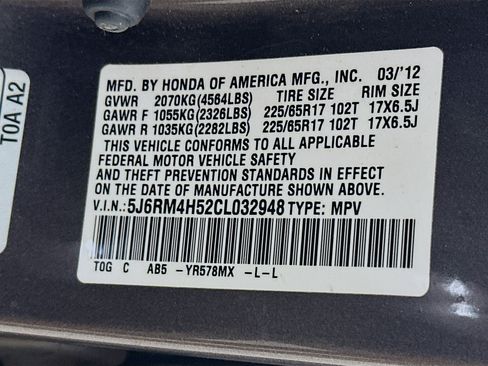 MFD. BY HONDA OF AMERICA MFG., INC. 03/'12
GVWR 2070KG(4564LBS) TIRE SIZE RIM SIZE
GAWR F 1055KG(2326LBS) 225/65R17 102T 17X6.5J
GAWR R 1035KG(2282LBS) 225/65R17 102T 17X6.5J
THIS VEHICLE CONFORMS TO ALL APPLICABLE
FEDERAL MOTOR VEHICLE SAFETY
AND THEFT PREVENTION STANDARDS IN EFFECT
ON THE DATE OF MANUFACTURE SHOWN ABOVE.
V.I.N.: 5J6RM4H52CL032948 TYPE: MPV
TOG C AB5 -YR578MX -L-L
TOA A2